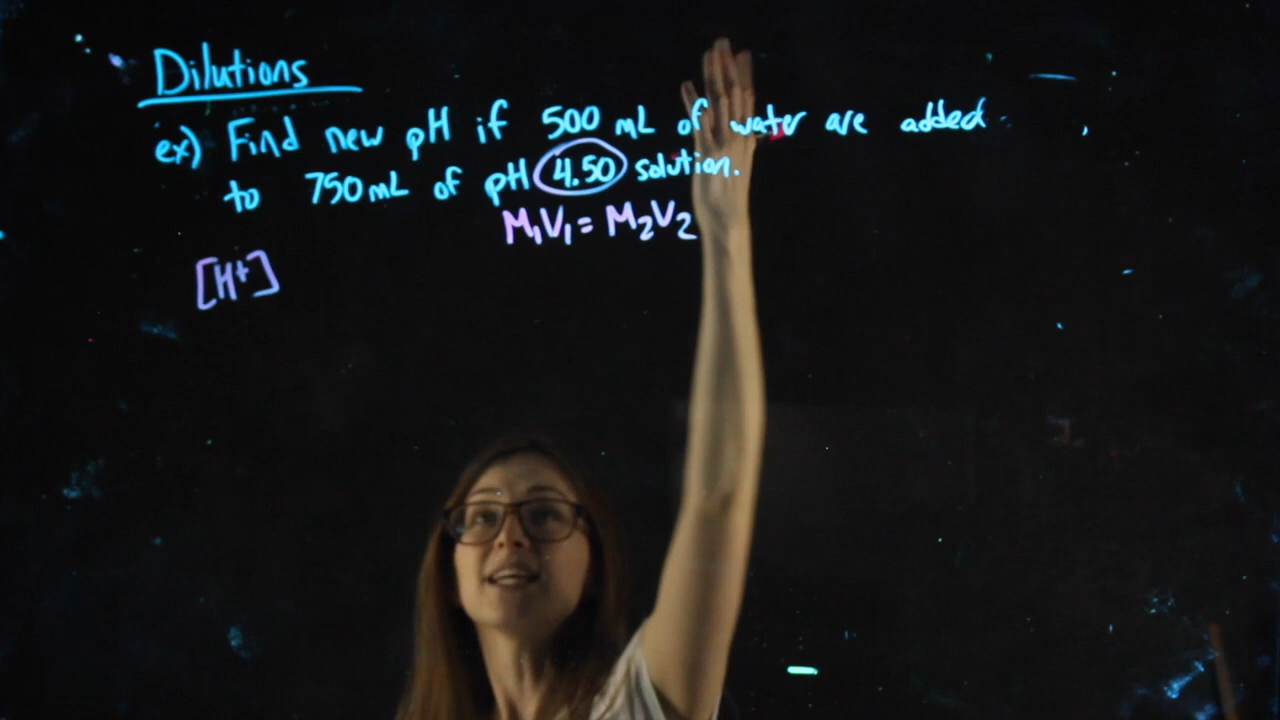 Dilutions
ex) Find new pH if 500 mL of water are added
to 750 mL of pH 4.50 solution.
M₁V₁ = M₂V₂
[H⁺]